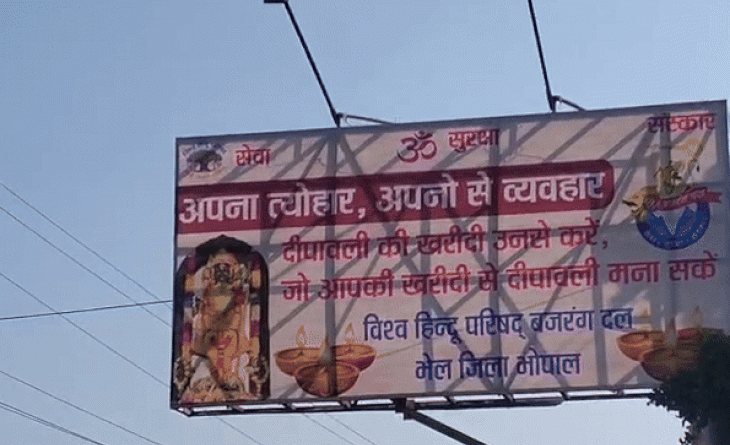 सेवा ॐ सुरक्षा संस्कार
अपना त्योहार, अपनो से व्यवहार
दीपावली की खरीदी उनसे करें,
जो आपकी खरीदी से दीपावली मना सकें
विश्व हिन्दू परिषद् बजरंग दल
भेल जिला भोपाल